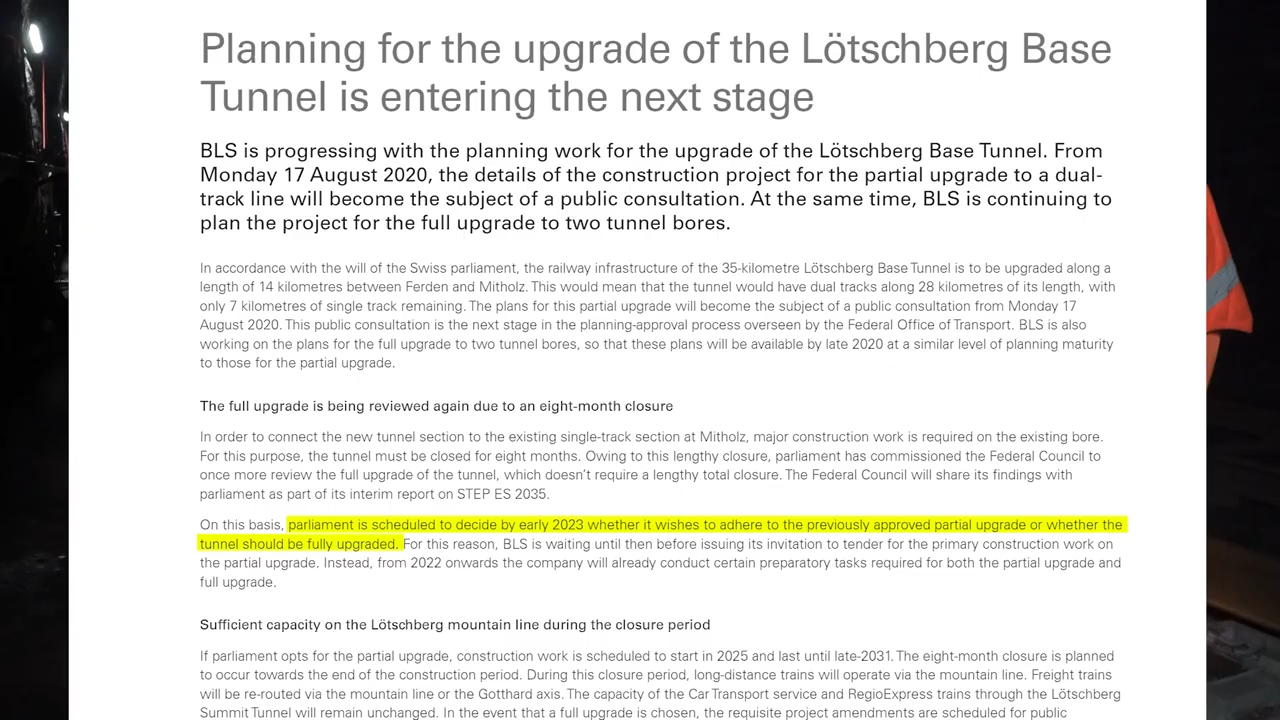 Planning for the upgrade of the Lötschberg Base
Tunnel is entering the next stage
BLS is progressing with the planning work for the upgrade of the Lötschberg Base Tunnel. From
Monday 17 August 2020, the details of the construction project for the partial upgrade to a dual-
track line will become the subject of a public consultation. At the same time, BLS is continuing to
plan the project for the full upgrade to two tunnel bores.
In accordance with the will of the Swiss parliament, the railway infrastructure of the 35-kilometre Lötschberg Base Tunnel is to be upgraded along a
length of 14 kilometres between Ferden and Mitholz. This would mean that the tunnel would have dual tracks along 28 kilometres of its length, with
only 7 kilometres of single track remaining. The plans for this partial upgrade will become the subject of a public consultation from Monday 17
August 2020. This public consultation is the next stage in the planning-approval process overseen by the Federal Office of Transport. BLS is also
working on the plans for the full upgrade to two tunnel bores, so that these plans will be available by late 2020 at a similar level of planning maturity
to those for the partial upgrade.
The full upgrade is being reviewed again due to an eight-month closure
In order to connect the new tunnel section to the existing single-track section at Mitholz, major construction work is required on the existing bore.
For this purpose, the tunnel must be closed for eight months. Owing to this lengthy closure, parliament has commissioned the Federal Council to
once more review the full upgrade of the tunnel, which doesn't require a lengthy total closure. The Federal Council will share its findings with
parliament as part of its interim report on STEP ES 2035.
On this basis, parliament is scheduled to decide by early 2023 whether it wishes to adhere to the previously approved partial upgrade or whether the
tunnel should be fully upgraded. For this reason, BLS is waiting until then before issuing its invitation to tender for the primary construction work on
the partial upgrade. Instead, from 2022 onwards the company will already conduct certain preparatory tasks required for both the partial upgrade and
full upgrade.
Sufficient capacity on the Lötschberg mountain line during the closure period
If parliament opts for the partial upgrade, construction work is scheduled to start in 2025 and last until late-2031. The eight-month closure is planned
to occur towards the end of the construction period. During this closure period, long-distance trains will operate via the mountain line. Freight trains
will be re-routed via the mountain line or the Gotthard axis. The capacity of the Car Transport service and RegioExpress trains through the Lötschberg
Summit Tunnel will remain unchanged. In the event that a full upgrade is chosen, the requisite project amendments are scheduled for public